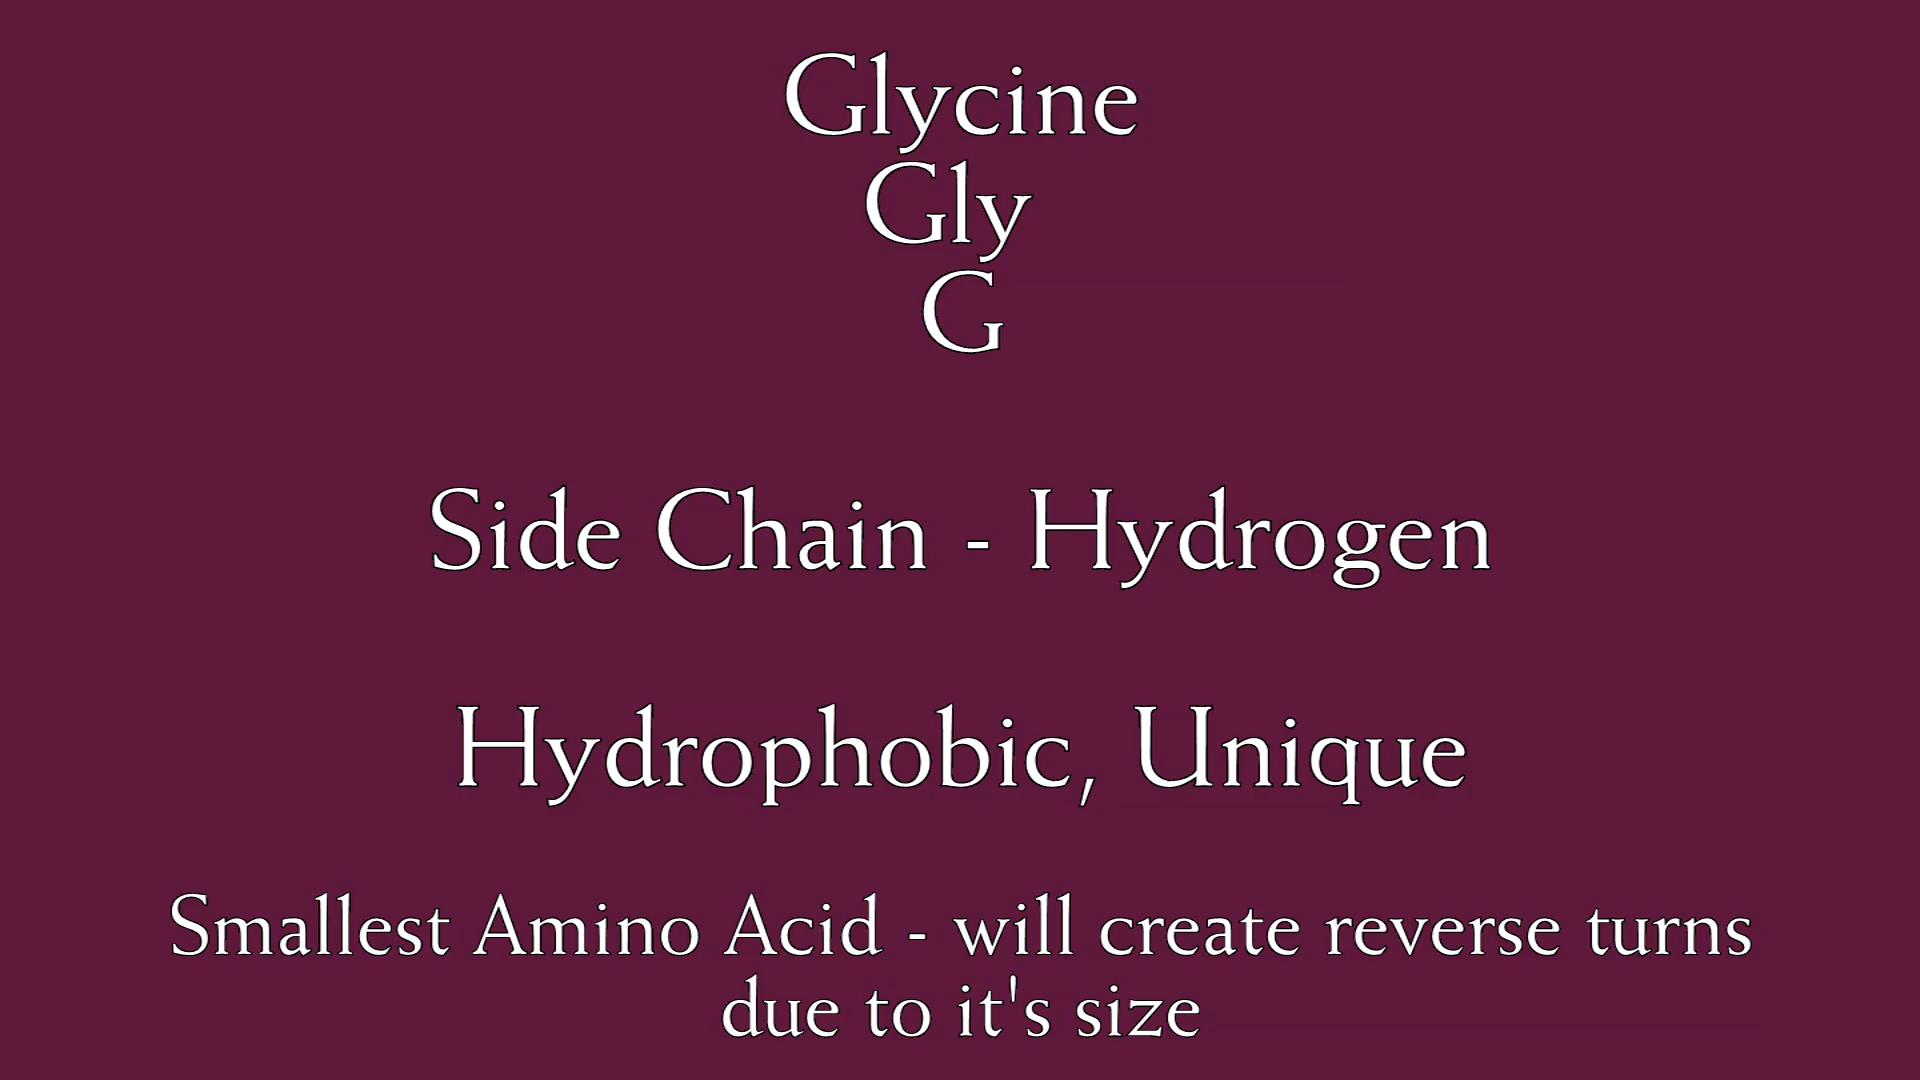 Glycine
Gly
G
Side Chain - Hydrogen
Hydrophobic, Unique
Smallest Amino Acid - will create reverse turns
due to it's size